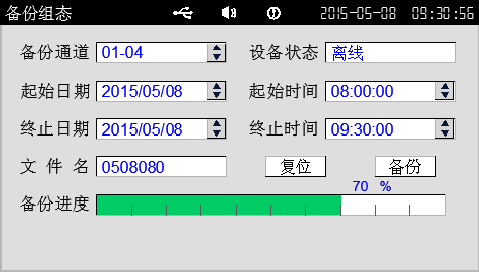 备份组态 2015-05-08 09:30:56
备份通道 01-04 设备状态 离线
起始日期 2015/05/08 起始时间 08:00:00
终止日期 2015/05/08 终止时间 09:30:00
文 件 名 0508080 复位 备份
70 %
备份进度